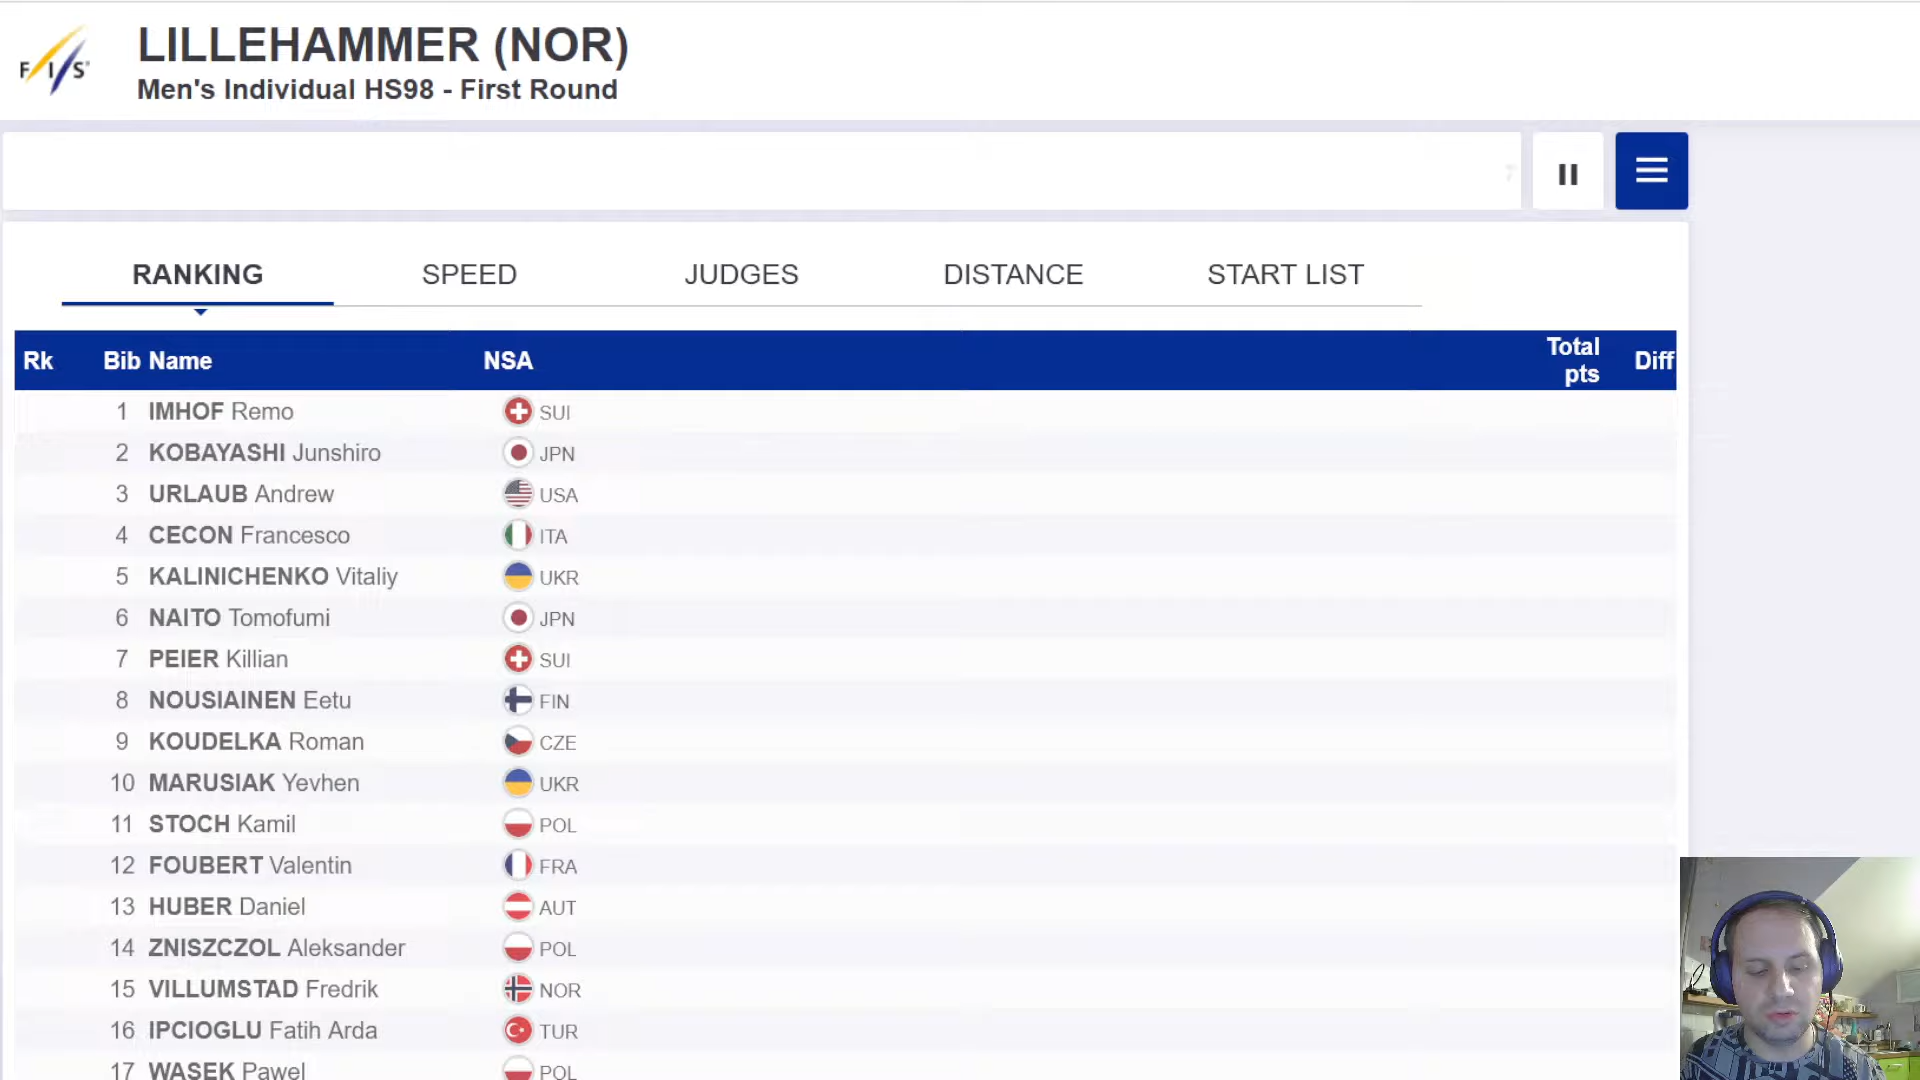 FIS
LILLEHAMMER (NOR)
Men's Individual HS98 - First Round
RANKING SPEED JUDGES DISTANCE START LIST
Rk Bib Name NSA Total pts Diff
1 IMHOF Remo SUI
2 KOBAYASHI Junshiro JPN
3 URLAUB Andrew USA
4 CECON Francesco ITA
5 KALINICHENKO Vitaliy UKR
6 NAITO Tomofumi JPN
7 PEIER Killian SUI
8 NOUSIAINEN Eetu FIN
9 KOUDELKA Roman CZE
10 MARUSIAK Yevhen UKR
11 STOCH Kamil POL
12 FOUBERT Valentin FRA
13 HUBER Daniel AUT
14 ZNISZCZOL Aleksander POL
15 VILLUMSTAD Fredrik NOR
16 IPCIOGLU Fatih Arda TUR
17 WASEK Pawel POL